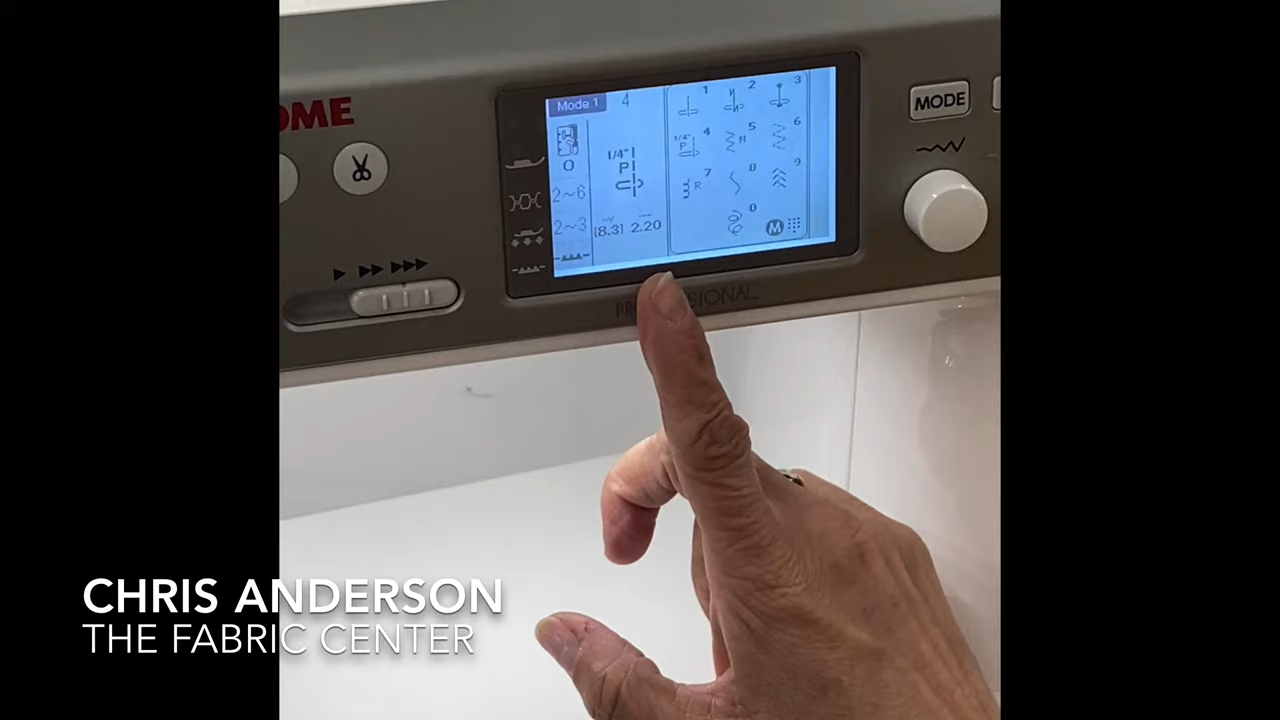 OME
Mode 1
4
1
2
3
MODE
0
1/4"
P
1/4"
P
4
5
M
6
2~6
7
R
8
9
2~3
[8.3]
2.20
0
M
CHRIS ANDERSON
THE FABRIC CENTER